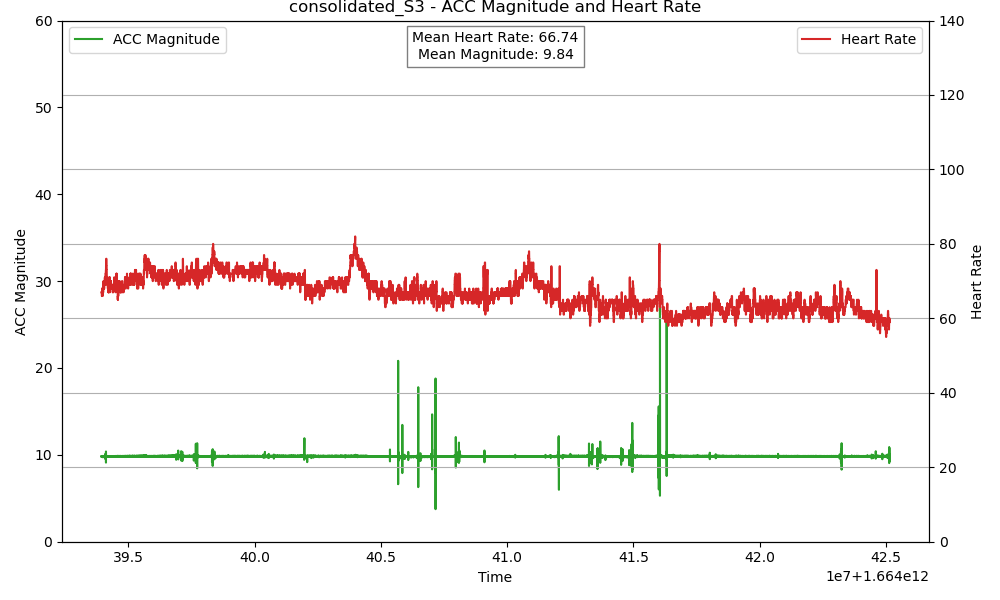 consolidated_S3 - ACC Magnitude and Heart Rate
ACC Magnitude
Mean Heart Rate: 66.74
Mean Magnitude: 9.84
Heart Rate
60
50
40
30
20
10
0
ACC Magnitude
140
120
100
80
60
40
20
0
Heart Rate
39.5 40.0 40.5 41.0 41.5 42.0 42.5
Time
1e7+1.664e12